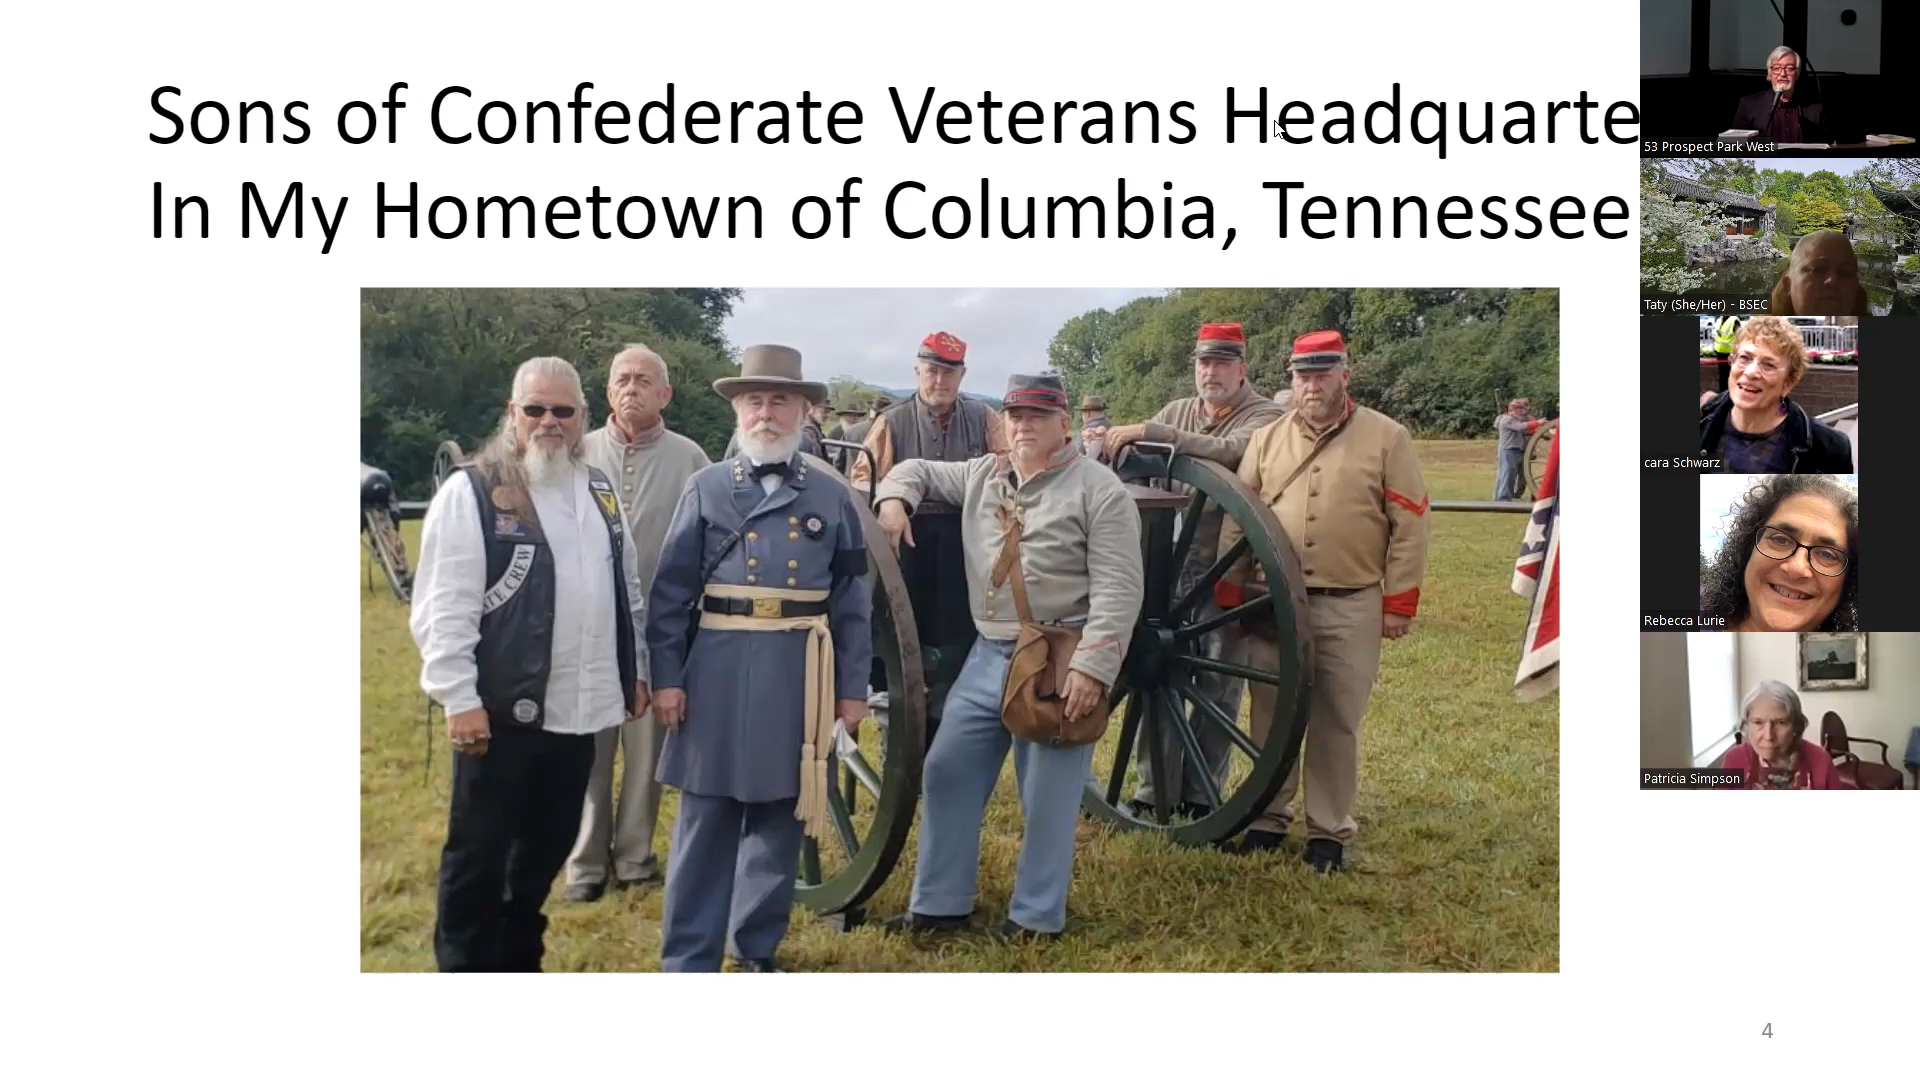 Sons of Confederate Veterans Headquarte
In My Hometown of Columbia, Tennessee
53 Prospect Park West
Taty (She/Her) - BSEC
cara Schwarz
Rebecca Lurie
Patricia Simpson
CREW
4